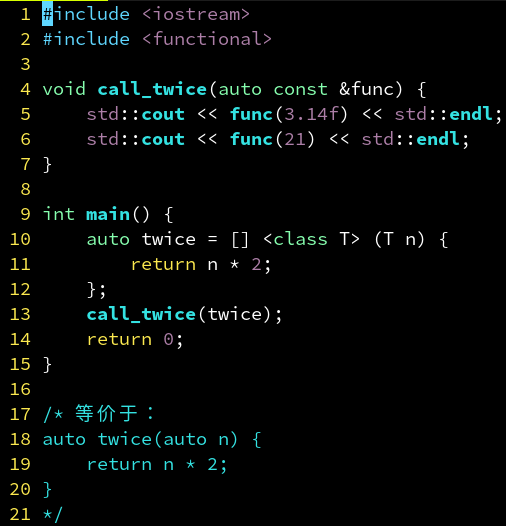 1 #include <iostream>
2 #include <functional>
3
4 void call_twice(auto const &func) {
5     std::cout << func(3.14f) << std::endl;
6     std::cout << func(21) << std::endl;
7 }
8
9 int main() {
10     auto twice = [] <class T> (T n) {
11         return n * 2;
12     };
13     call_twice(twice);
14     return 0;
15 }
16
17 /* 等价于：
18 auto twice(auto n) {
19     return n * 2;
20 }
21 */